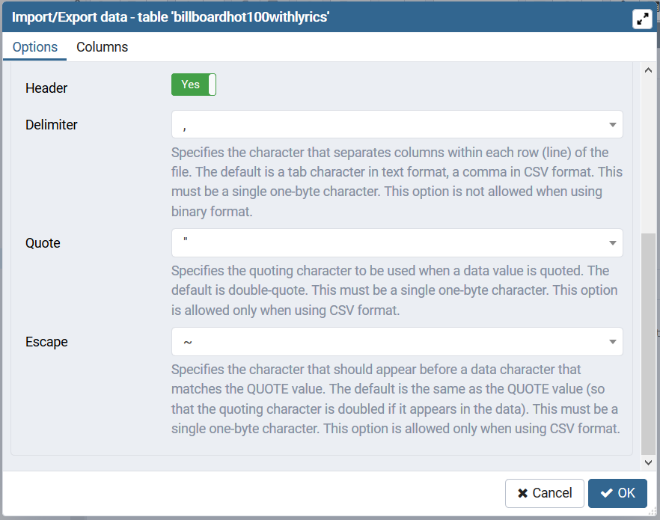 Import/Export data - table 'billboardhot100withlyrics'
Options Columns
Header Yes
Delimiter ,
Specifies the character that separates columns within each row (line) of the
file. The default is a tab character in text format, a comma in CSV format. This
must be a single one-byte character. This option is not allowed when using
binary format.
Quote "
Specifies the quoting character to be used when a data value is quoted. The
default is double-quote. This must be a single one-byte character. This option
is allowed only when using CSV format.
Escape ~
Specifies the character that should appear before a data character that
matches the QUOTE value. The default is the same as the QUOTE value (so
that the quoting character is doubled if it appears in the data). This must be a
single one-byte character. This option is allowed only when using CSV format.
Cancel OK